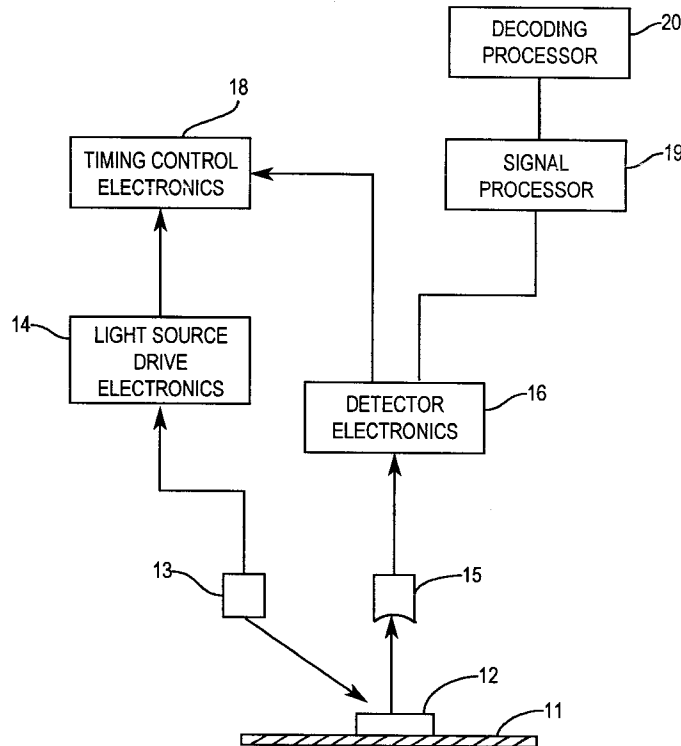 DECODING
PROCESSOR
20
18
TIMING CONTROL
ELECTRONICS
SIGNAL
PROCESSOR
19
14
LIGHT SOURCE
DRIVE
ELECTRONICS
DETECTOR
ELECTRONICS
16
13
15
12
11